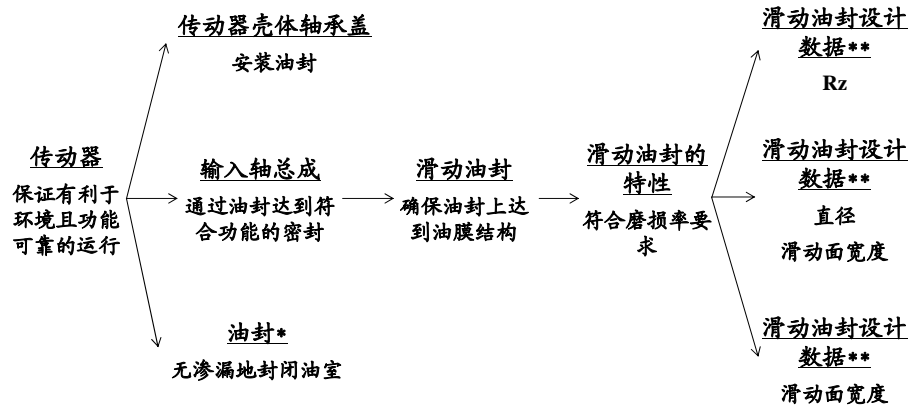 传动器
保证有利于
环境且功能
可靠的运行
传动器壳体轴承盖
安装油封
输入轴总成
通过油封达到符
合功能的密封
油封*
无渗漏地封闭油室
滑动油封
确保油封上达
到油膜结构
滑动油封的
特性
符合磨损率要
求
滑动油封设计
数据**
Rz
滑动油封设计
数据**
直径
滑动面宽度
滑动油封设计
数据**
滑动面宽度